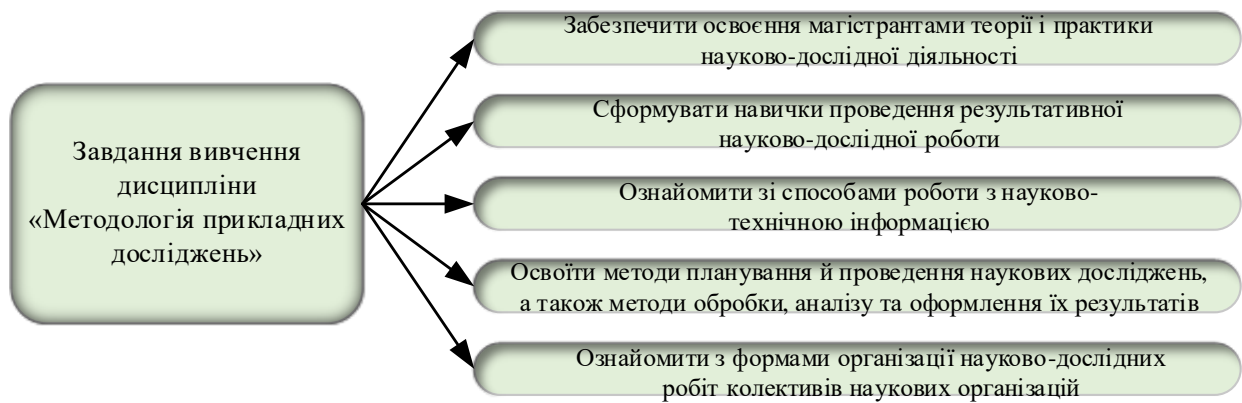 Завдання вивчення
дисципліни
«Методологія прикладних
досліджень»
Забезпечити освоєння магістрантами теорії і практики
науково-дослідної діяльності
Сформувати навички проведення результативної
науково-дослідної роботи
Ознайомити зі способами роботи з науково-
технічною інформацією
Освоїти методи планування й проведення наукових досліджень,
а також методи обробки, аналізу та оформлення їх результатів
Ознайомити з формами організації науково-дослідних
робіт колективів наукових організацій